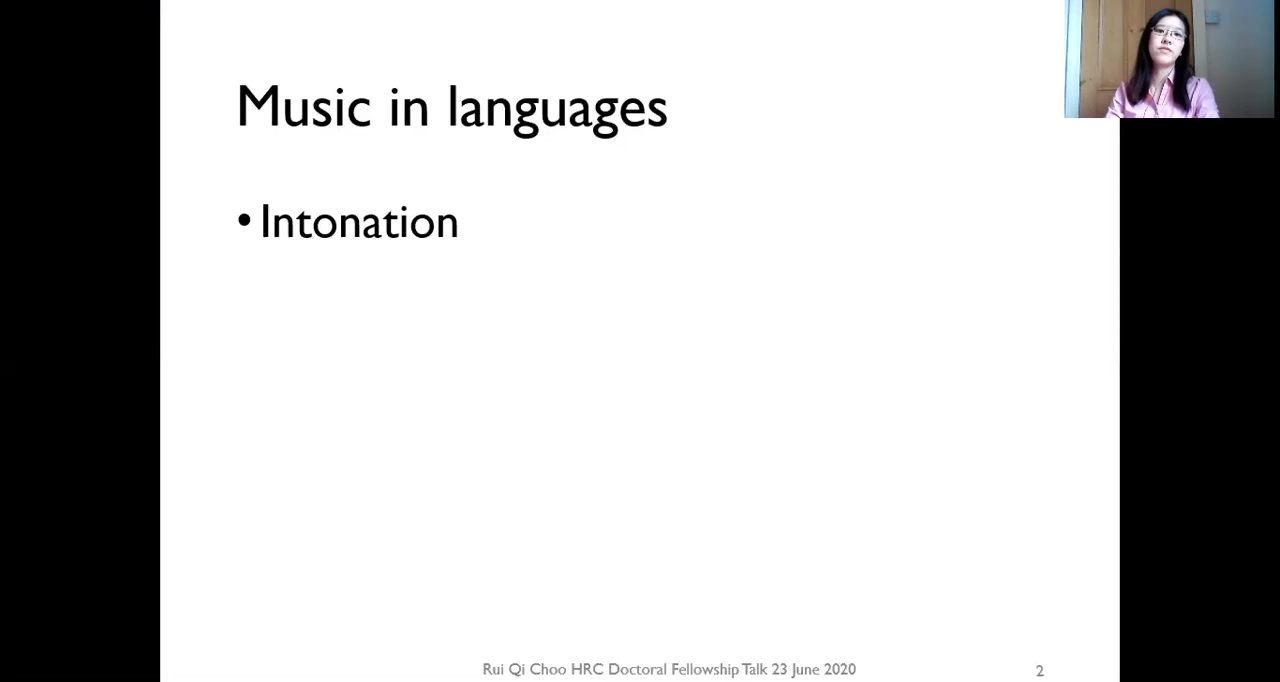 Music in languages
• Intonation
Rui Qi Choo HRC Doctoral Fellowship Talk 23 June 2020
2